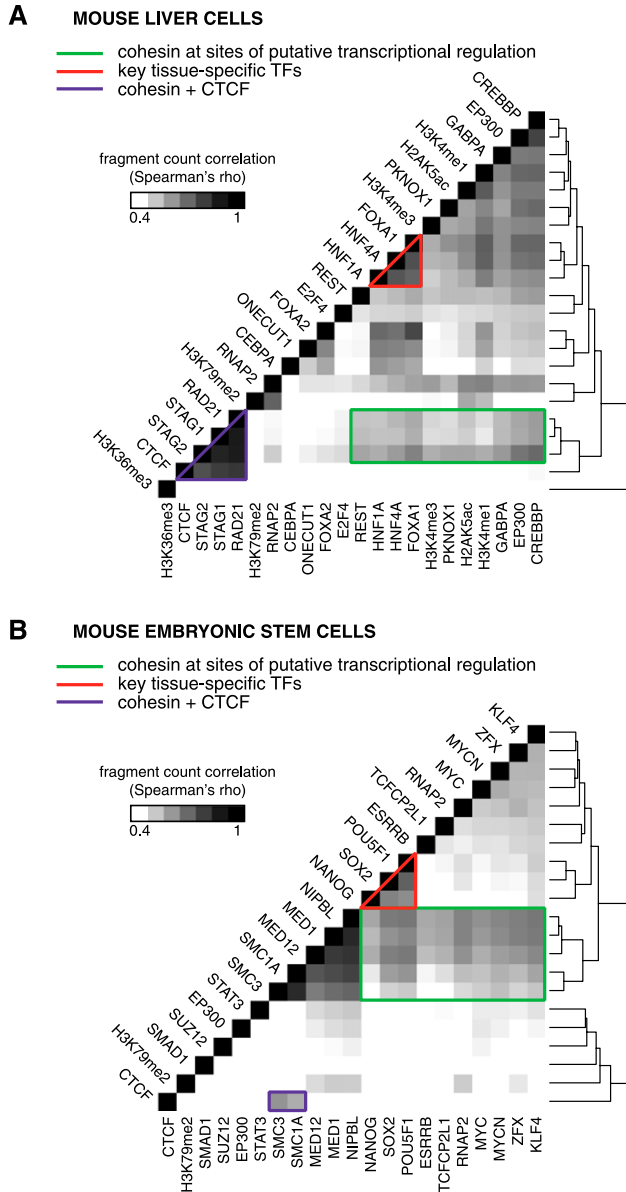 A
MOUSE LIVER CELLS
cohesin at sites of putative transcriptional regulation
key tissue-specific TFs
cohesin + CTCF
fragment count correlation
(Spearman's rho)
0.4 1
CREBBP
EP300
GABPA
H3K4me1
H2AK5ac
PKNOX1
H3K4me3
FOXA1
HNF4A
HNF1A
REST
E2F4
FOXA2
ONECUT1
CEBPA
RNAP2
H3K79me2
RAD21
STAG1
STAG2
CTCF
H3K36me3
H3K36me3
CTCF
STAG2
STAG1
RAD21
H3K79me2
RNAP2
CEBPA
ONECUT1
FOXA2
E2F4
REST
HNF1A
HNF4A
FOXA1
H3K4me3
PKNOX1
H2AK5ac
H3K4me1
GABPA
EP300
CREBBP
B
MOUSE EMBRYONIC STEM CELLS
cohesin at sites of putative transcriptional regulation
key tissue-specific TFs
cohesin + CTCF
fragment count correlation
(Spearman's rho)
0.4 1
KLF4
ZFX
MYCN
MYC
RNAP2
TCFCP2L1
ESRRB
POU5F1
SOX2
NANOG
NIPBL
MED1
MED12
SMC1A
SMC3
STAT3
EP300
SUZ12
SMAD1
H3K79me2
CTCF
CTCF
H3K79me2
SMAD1
SUZ12
EP300
STAT3
SMC3
SMC1A
MED12
MED1
NIPBL
NANOG
SOX2
POU5F1
ESRRB
TCFCP2L1
RNAP2
MYC
MYCN
ZFX
KLF4